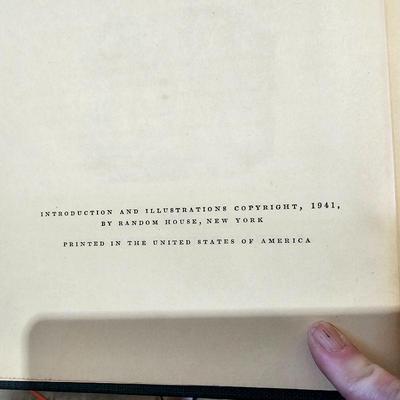 INTRODUCTION AND ILLUSTRATIONS COPYRIGHT, 1941,
BY RANDOM HOUSE, NEW YORK
PRINTED IN THE UNITED STATES OF AMERICA